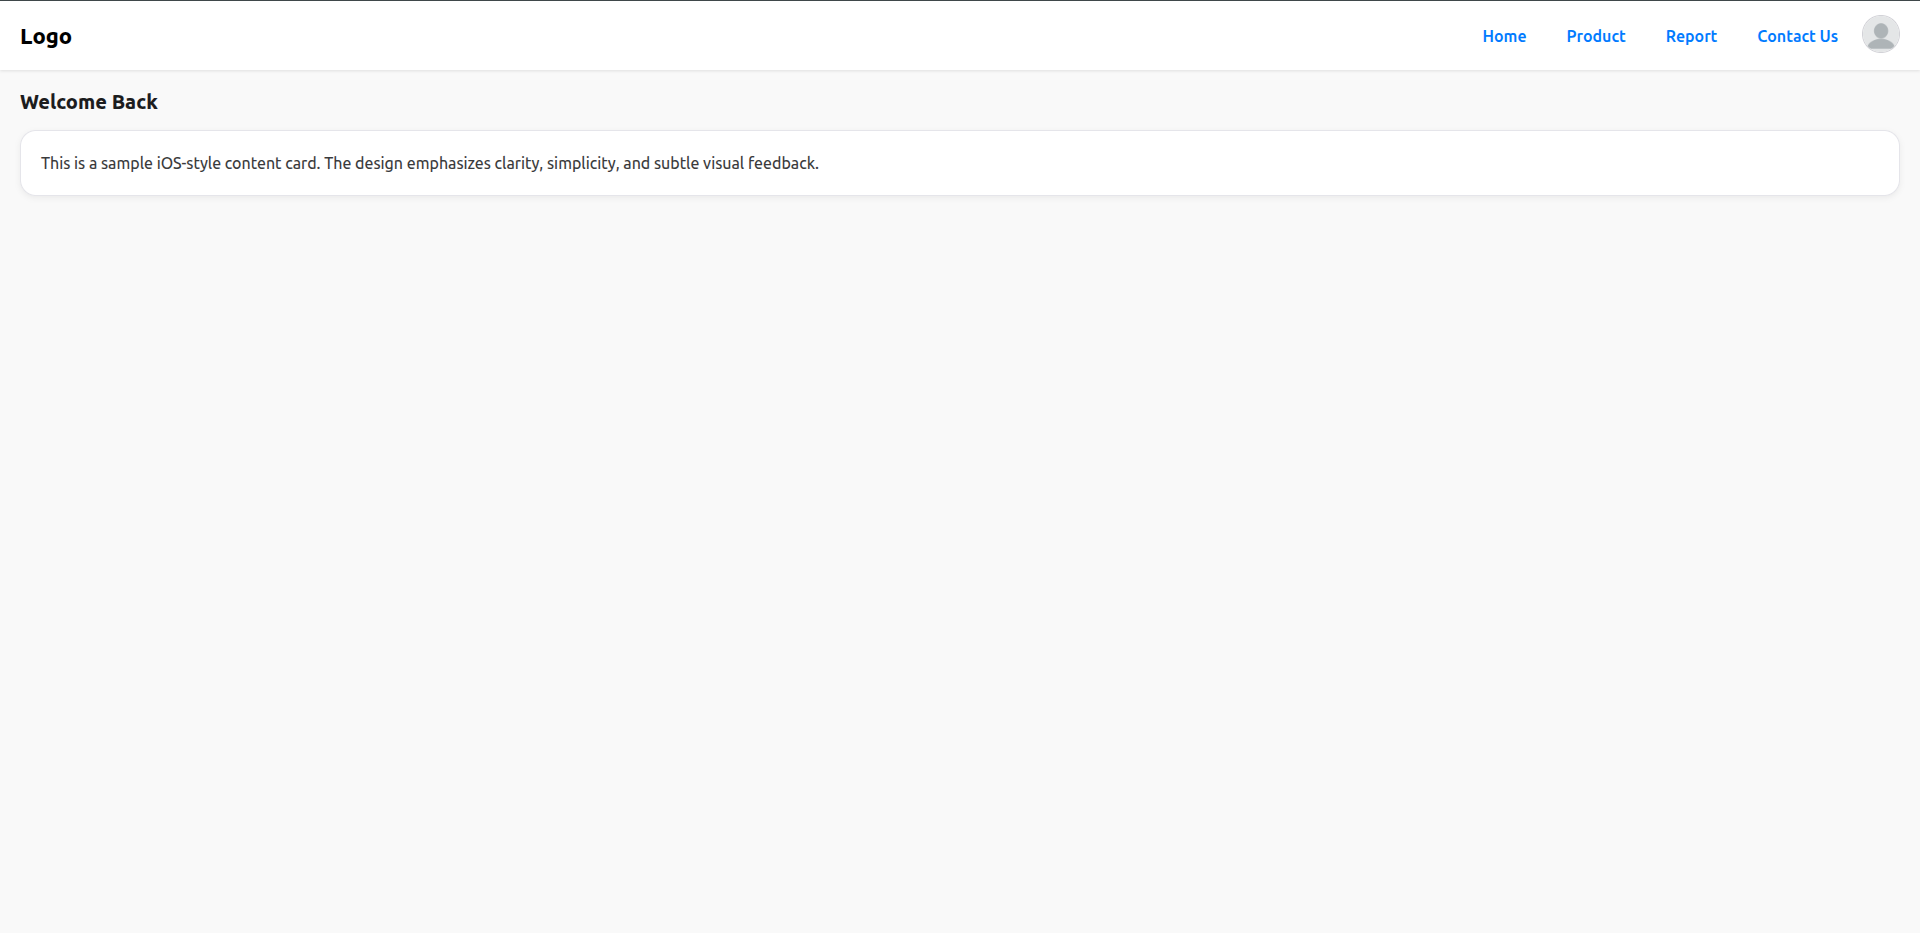 Logo
Home Product Report Contact Us
Welcome Back
This is a sample iOS-style content card. The design emphasizes clarity, simplicity, and subtle visual feedback.